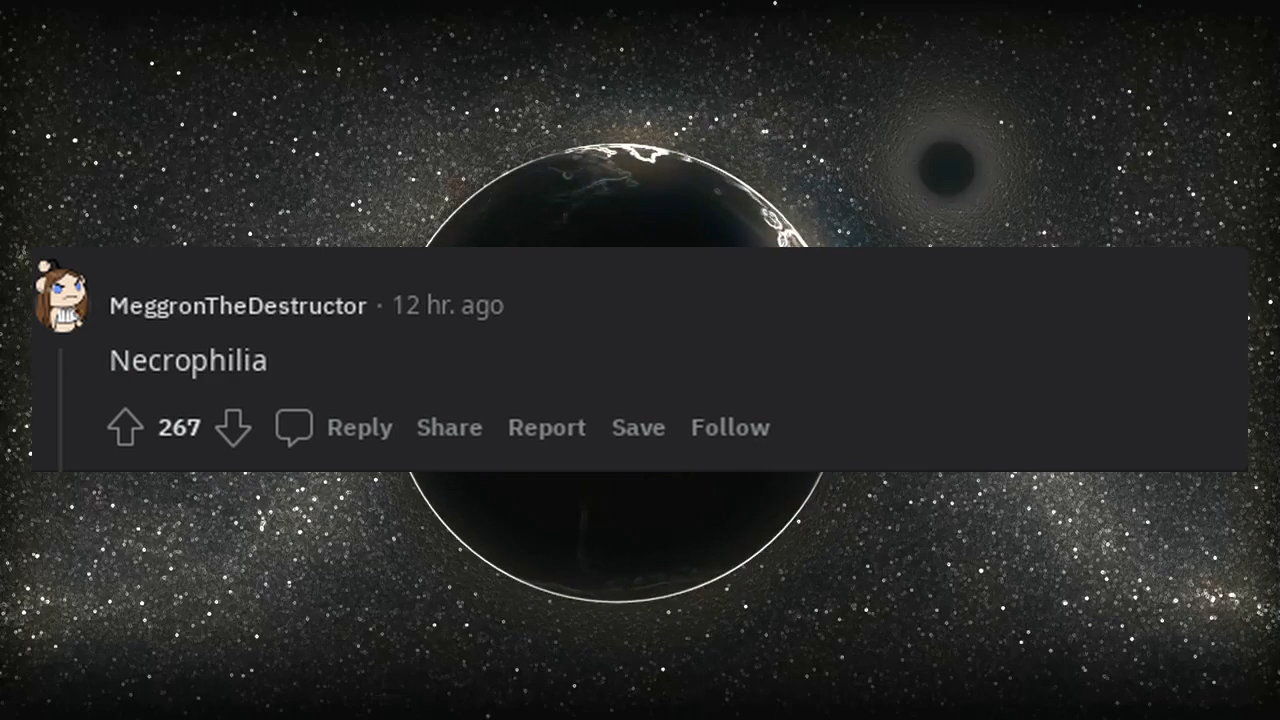 MeggronTheDestructor · 12 hr. ago
Necrophilia
267 Reply Share Report Save Follow